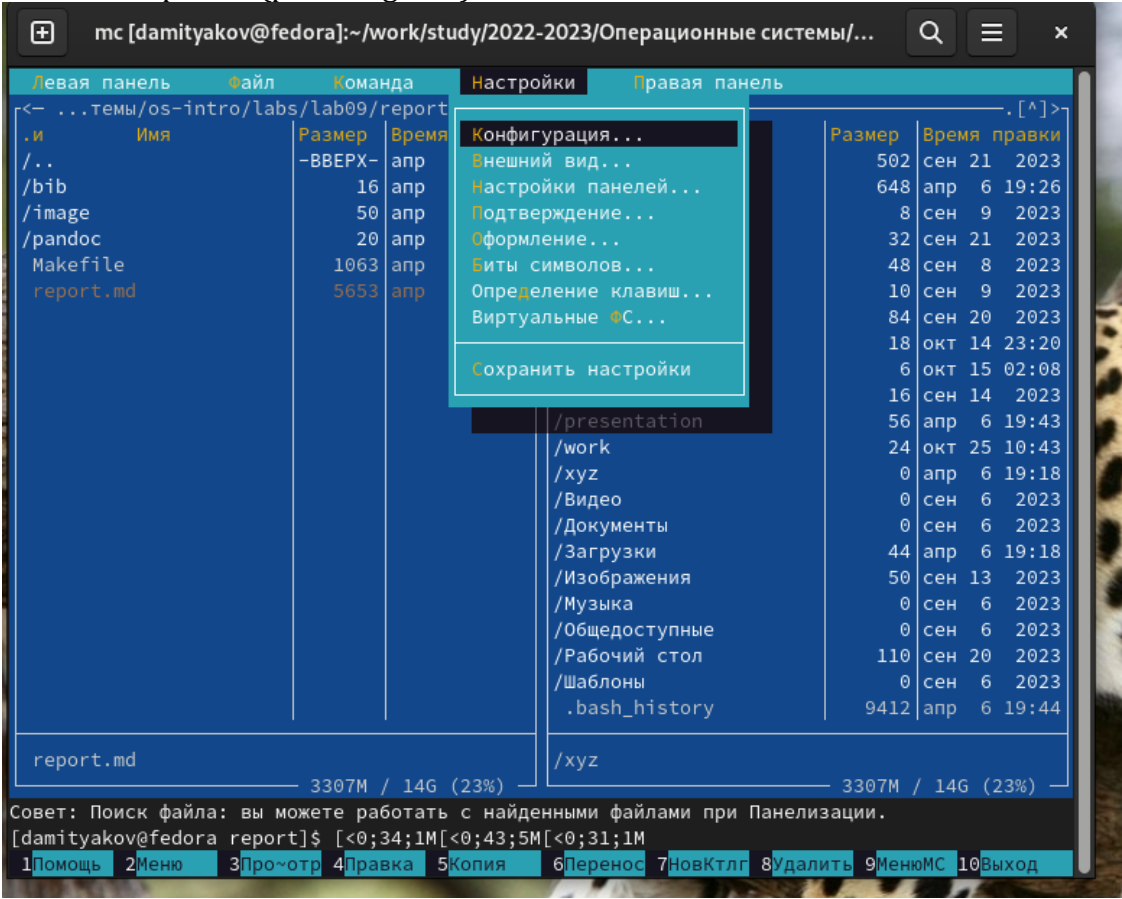 mc [damityakov@fedora]:~/work/study/2022-2023/Операционные системы/...
Левая панель Файл Команда Настройки Правая панель
<— ...темы/os-intro/labs/lab09/report .[^]>
.и Имя Размер Время Конфигурация... Размер Время правки
/.. -ВВЕРХ- апр Внешний вид... 502 сен 21 2023
/bib 16 апр Настройки панелей... 648 апр 6 19:26
/image 50 апр Подтверждение... 8 сен 9 2023
/pandoc 20 апр Оформление... 32 сен 21 2023
Makefile 1063 апр Биты символов... 48 сен 8 2023
report.md 5653 апр Определение клавиш... 10 сен 9 2023
Виртуальные ФС... 84 сен 20 2023
18 окт 14 23:20
Сохранить настройки 6 окт 15 02:08
16 сен 14 2023
/presentation 56 апр 6 19:43
/work 24 окт 25 10:43
/xyz 0 апр 6 19:18
/Видео 0 сен 6 2023
/Документы 0 сен 6 2023
/Загрузки 44 апр 6 19:18
/Изображения 50 сен 13 2023
/Музыка 0 сен 6 2023
/Общедоступные 0 сен 6 2023
/Рабочий стол 110 сен 20 2023
/Шаблоны 0 сен 6 2023
.bash_history 9412 апр 6 19:44
report.md /xyz
3307M / 14G (23%) 3307M / 14G (23%)
Совет: Поиск файла: вы можете работать с найденными файлами при Панелизации.
[damityakov@fedora report]$ [<0;34;1M[<0;43;5M[<0;31;1M
1Помощь 2Меню 3Про~отр 4Правка 5Копия 6Перенос 7НовКтлг 8Удалить 9МенюМС 10Выход